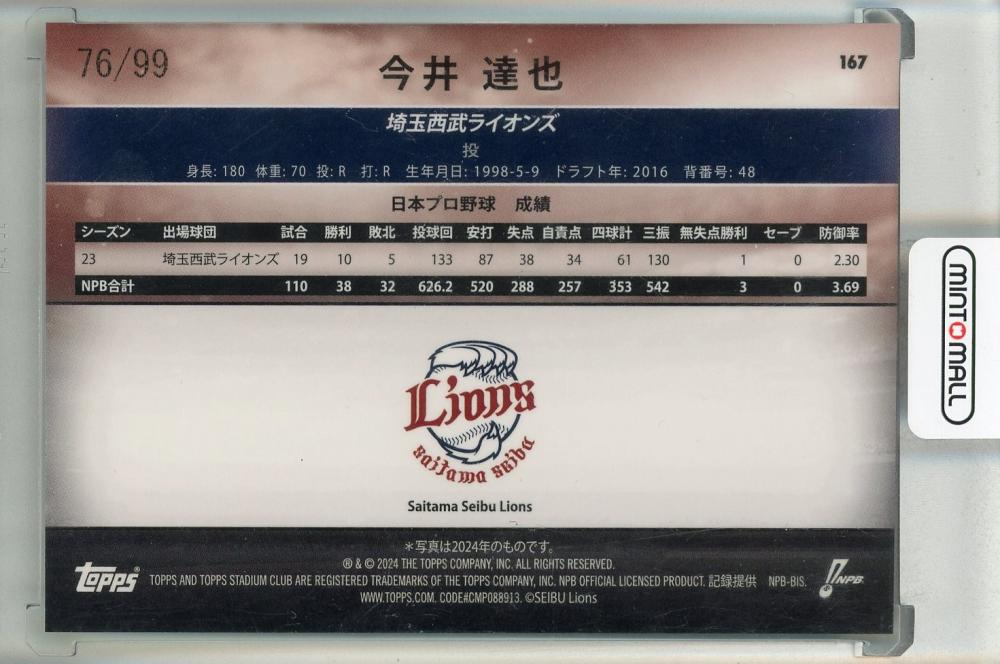 76/99
今井 達也
167
埼玉西武ライオンズ
投
身長: 180 体重: 70 投: R 打: R 生年月日: 1998-5-9 ドラフト年: 2016 背番号: 48
日本プロ野球 成績
シーズン 出場球団 試合 勝利 敗北 投球回 安打 失点 自責点 四球計 三振 無失点勝利 セーブ 防御率
23 埼玉西武ライオンズ 19 10 5 133 87 38 34 61 130 1 0 2.30
NPB合計 110 38 32 626.2 520 288 257 353 542 3 0 3.69
Lions
saitama seibu
Saitama Seibu Lions
＊写真は2024年のものです。
® & © 2024 THE TOPPS COMPANY, INC. ALL RIGHTS RESERVED.
TOPPS AND TOPPS STADIUM CLUB ARE REGISTERED TRADEMARKS OF THE TOPPS COMPANY, INC. NPB OFFICIAL LICENSED PRODUCT. 記録提供 NPB-BIS.
WWW.TOPPS.COM. CODE#CMP088913. ©SEIBU Lions
TOPPS®
NPB
MINTMALL